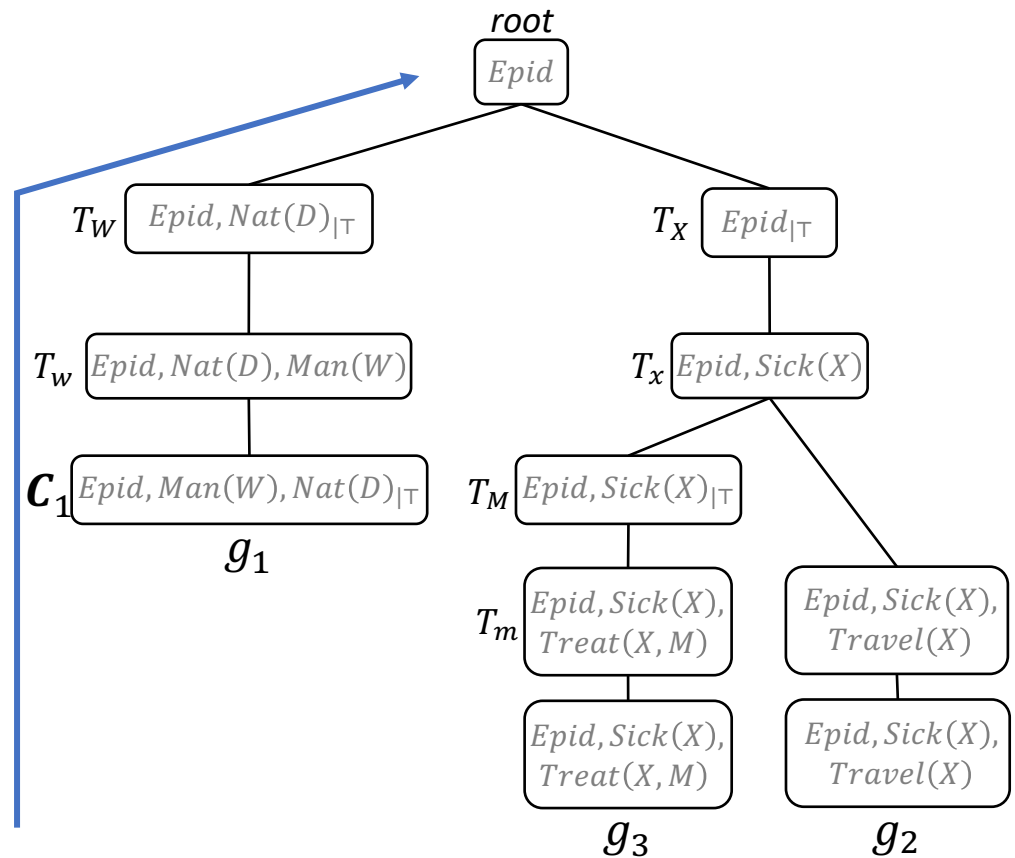 root
Epid
T_W Epid, Nat(D)_{|⊤}
T_X Epid_{|⊤}
T_w Epid, Nat(D), Man(W)
T_x Epid, Sick(X)
C_1 Epid, Man(W), Nat(D)_{|⊤}
g_1
T_M Epid, Sick(X)_{|⊤}
T_m Epid, Sick(X),
Treat(X, M)
Epid, Sick(X),
Travel(X)
Epid, Sick(X),
Treat(X, M)
Epid, Sick(X),
Travel(X)
g_3
g_2